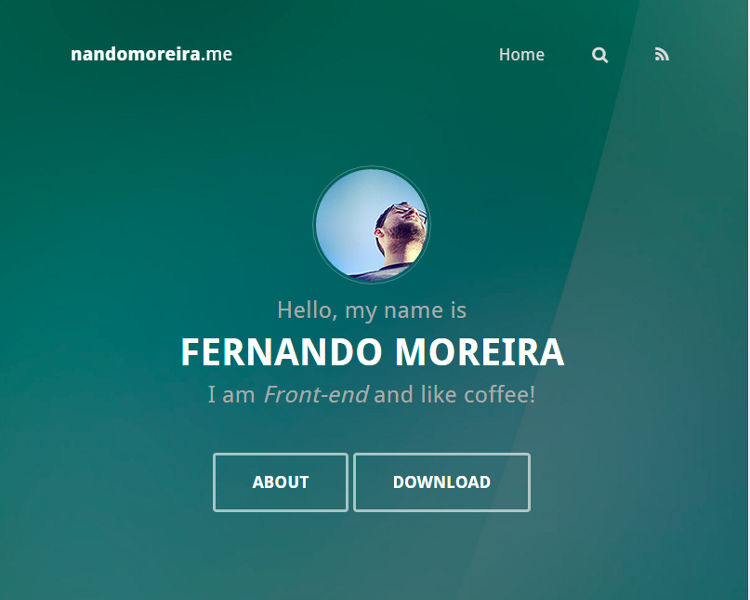 nandomoreira.me
Home
Hello, my name is
FERNANDO MOREIRA
I am Front-end and like coffee!
ABOUT
DOWNLOAD